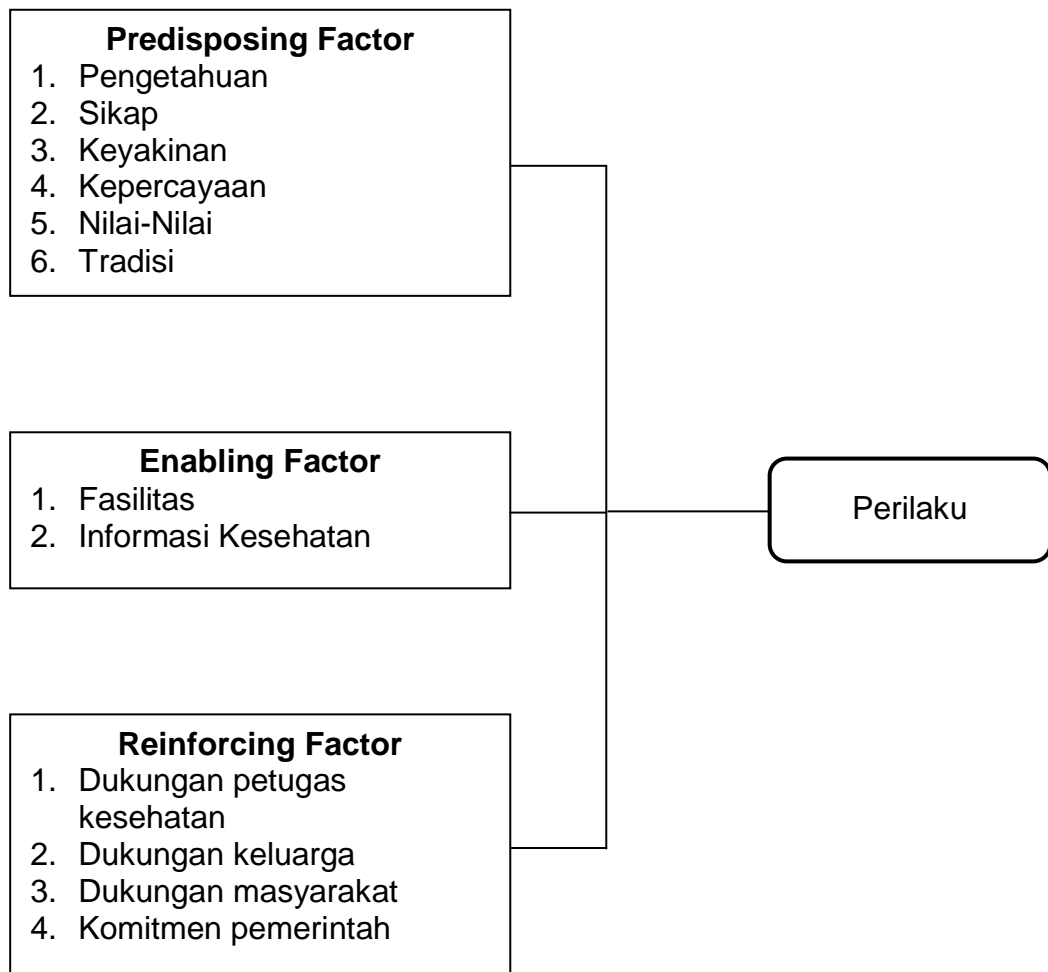 Predisposing Factor
1. Pengetahuan
2. Sikap
3. Keyakinan
4. Kepercayaan
5. Nilai-Nilai
6. Tradisi
Enabling Factor
1. Fasilitas
2. Informasi Kesehatan
Perilaku
Reinforcing Factor
1. Dukungan petugas
kesehatan
2. Dukungan keluarga
3. Dukungan masyarakat
4. Komitmen pemerintah